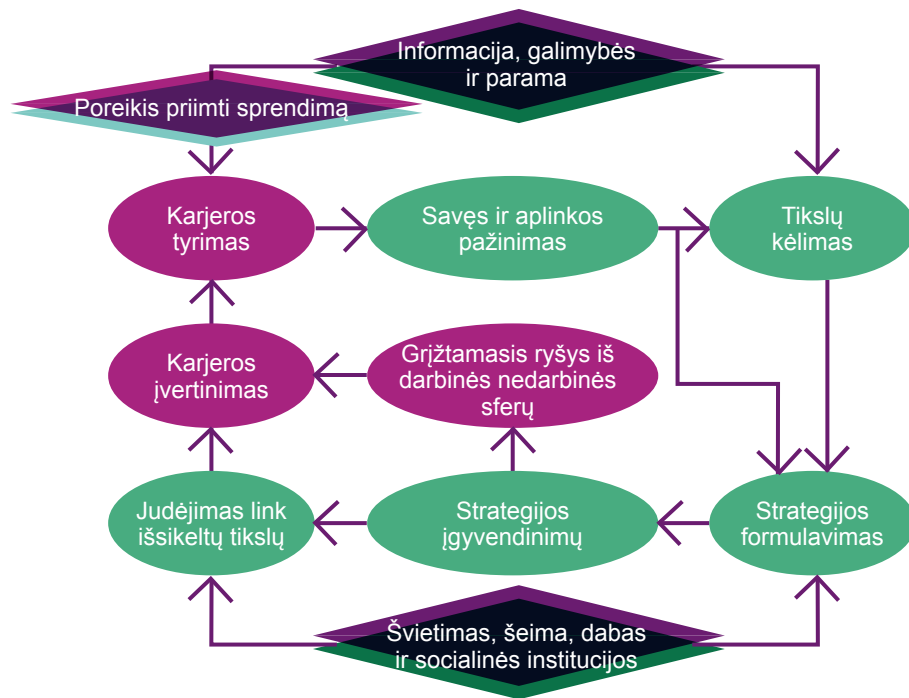 Informacija, galimybės
ir parama
Poreikis priimti sprendimą
Karjeros
tyrimas
Savęs ir aplinkos
pažinimas
Tikslų
kėlimas
Karjeros
įvertinimas
Grįžtamasis ryšys iš
darbinės nedarbinės
sferų
Judėjimas link
išsikeltų tikslų
Strategijos
įgyvendinimų
Strategijos
formulavimas
Švietimas, šeima, dabas
ir socialinės institucijos